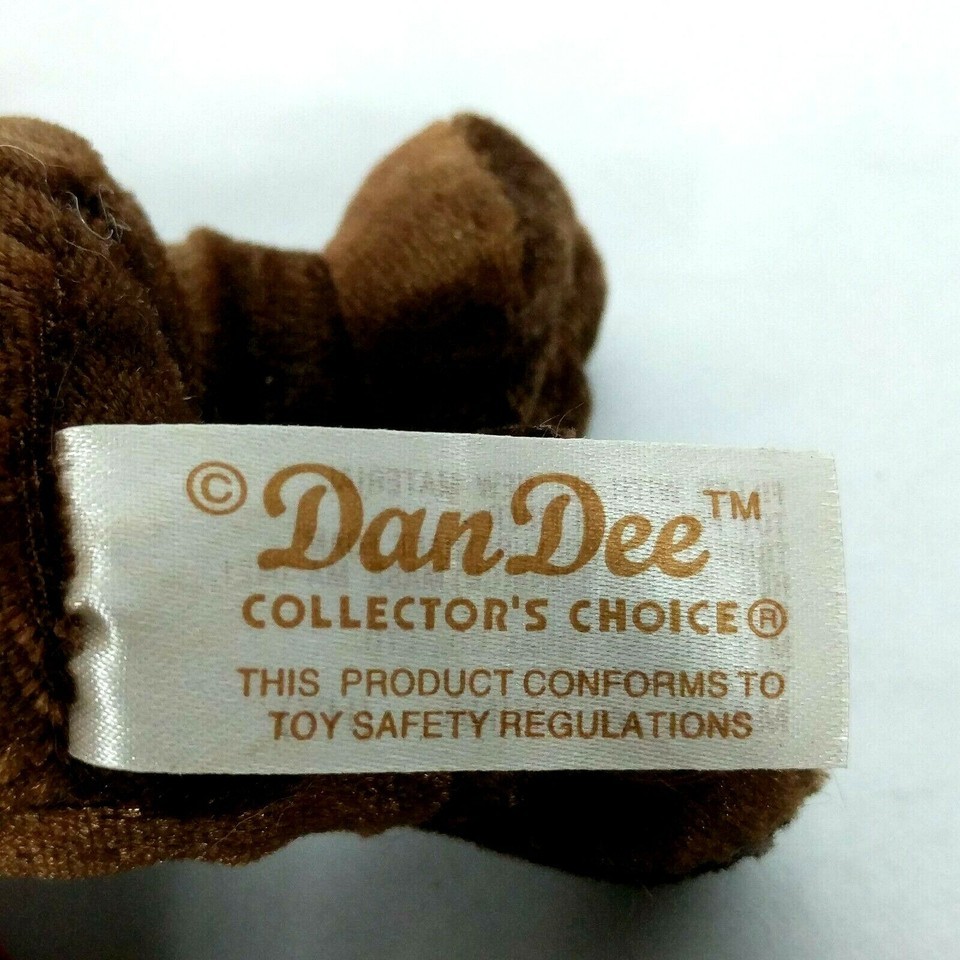 © DanDee™
COLLECTOR'S CHOICE®
THIS PRODUCT CONFORMS TO
TOY SAFETY REGULATIONS